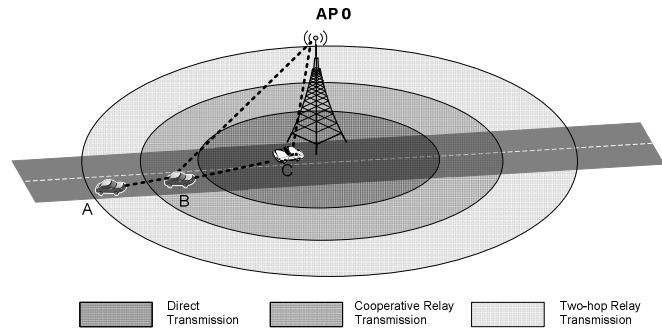 AP 0
A
B
C
Direct
Transmission
Cooperative Relay
Transmission
Two-hop Relay
Transmission